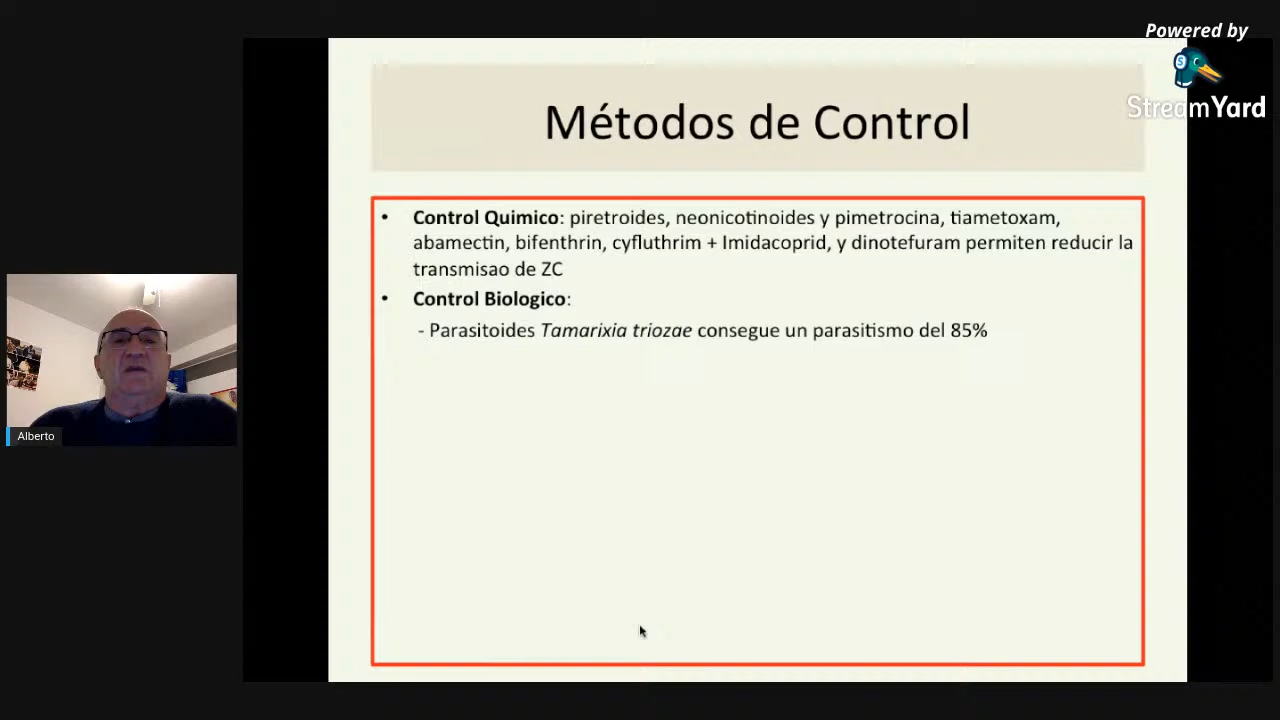 Powered by
StreamYard
Métodos de Control
• Control Quimico: piretroides, neonicotinoides y pimetrocina, tiametoxam,
abamectin, bifenthrin, cyfluthrim + Imidacoprid, y dinotefuram permiten reducir la
transmisao de ZC
• Control Biologico:
- Parasitoides Tamarixia triozae consegue un parasitismo del 85%
Alberto